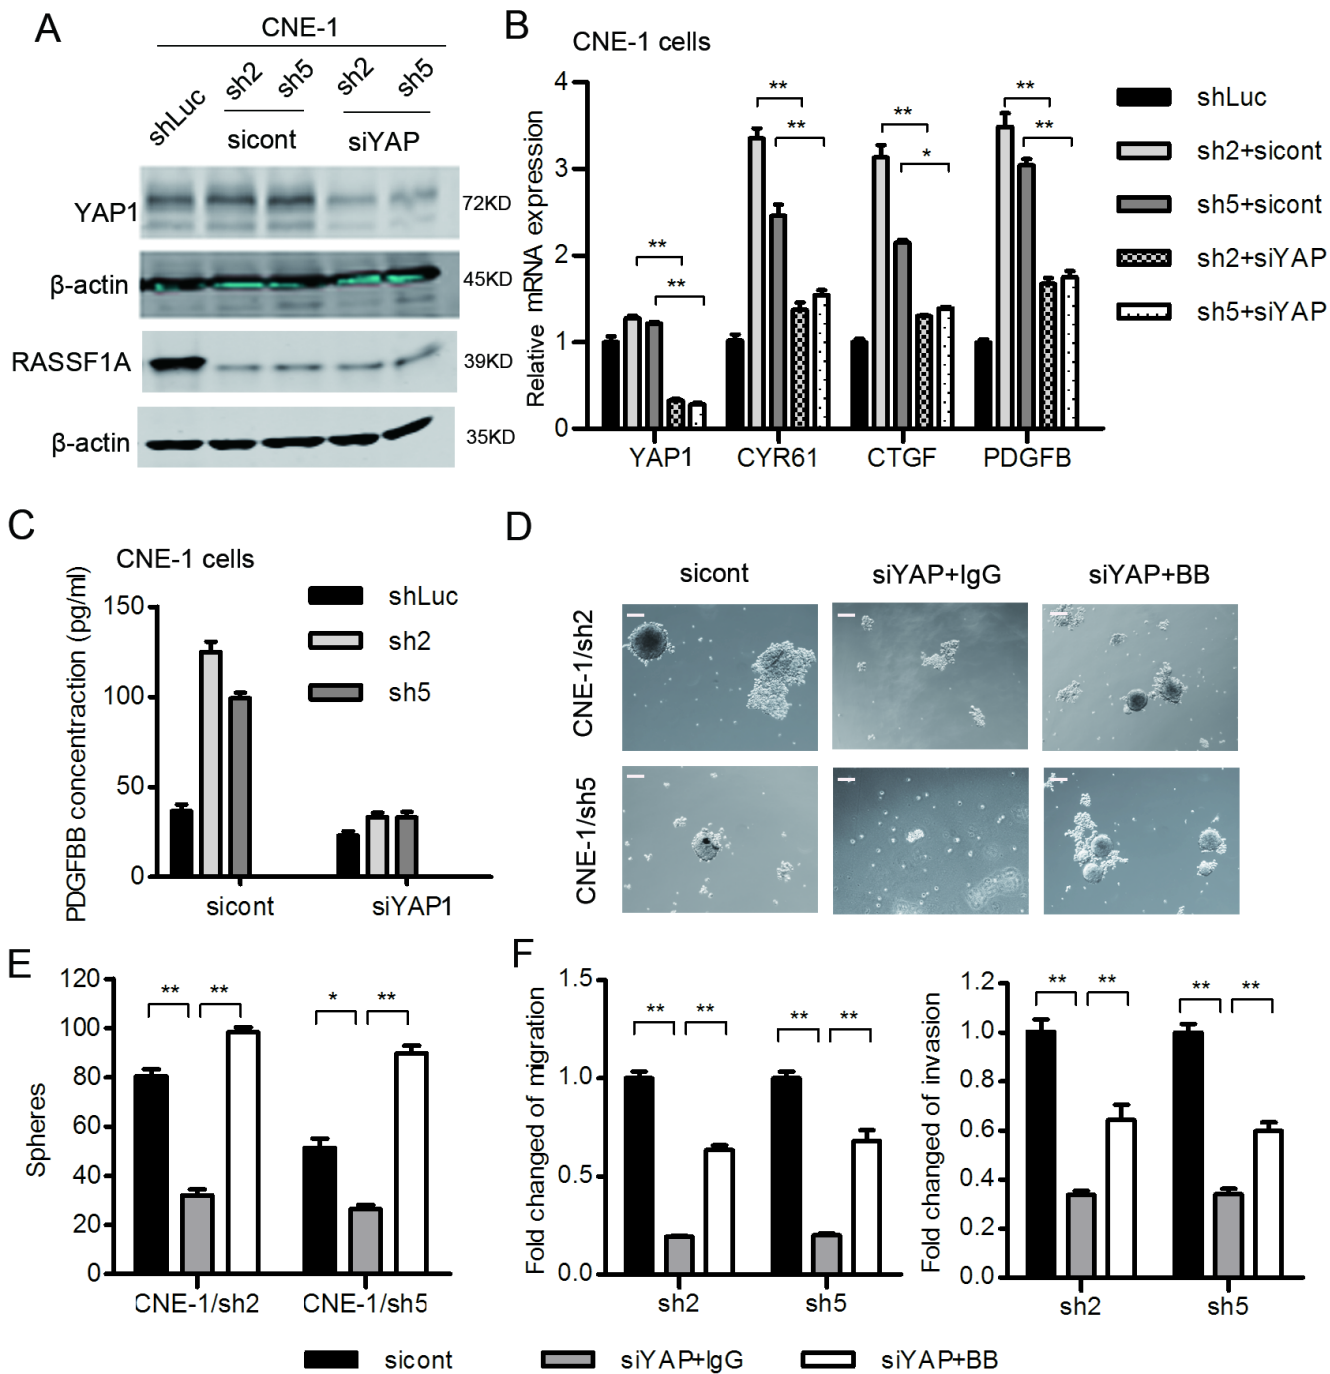 A
CNE-1
shLuc
sh2
sh5
sh2
sh5
sicont
siYAP
YAP1
72KD
β-actin
45KD
RASSF1A
39KD
β-actin
35KD
B
CNE-1 cells
Relative mRNA expression
4
3
2
1
0
**
**
**
**
**
*
**
**
YAP1
CYR61
CTGF
PDGFB
shLuc
sh2+sicont
sh5+sicont
sh2+siYAP
sh5+siYAP
C
CNE-1 cells
PDGFBB concentration (pg/ml)
150
100
50
0
shLuc
sh2
sh5
sicont
siYAP1
D
sicont
siYAP+IgG
siYAP+BB
CNE-1/sh2
CNE-1/sh5
E
Spheres
120
100
80
60
40
20
0
**
**
*
**
CNE-1/sh2
CNE-1/sh5
F
Fold changed of migration
1.5
1.0
0.5
0.0
**
**
**
**
sh2
sh5
Fold changed of invasion
1.2
1.0
0.8
0.6
0.4
0.2
0.0
**
**
**
**
sh2
sh5
sicont
siYAP+IgG
siYAP+BB